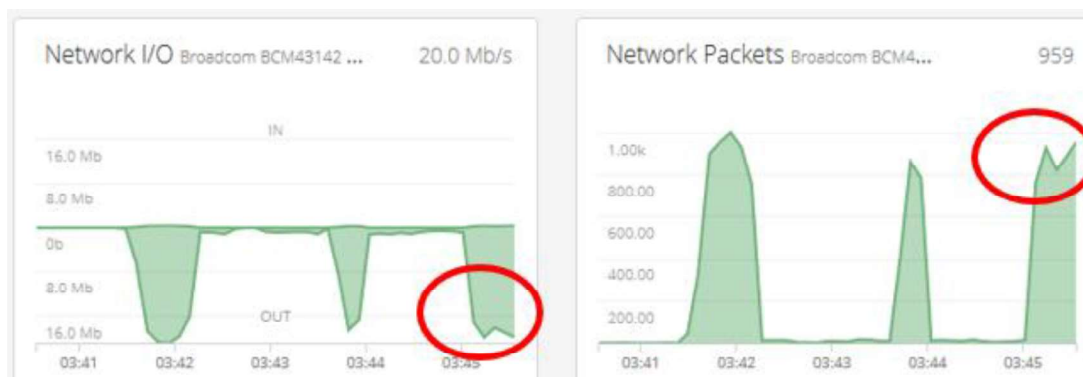 Network I/O Broadcom BCM43142 ... 20.0 Mb/s
IN
16.0 Mb
8.0 Mb
0b
8.0 Mb
OUT
16.0 Mb
03:41 03:42 03:43 03:44 03:45
Network Packets Broadcom BCM4... 959
1.00k
800.00
600.00
400.00
200.00
03:41 03:42 03:43 03:44 03:45